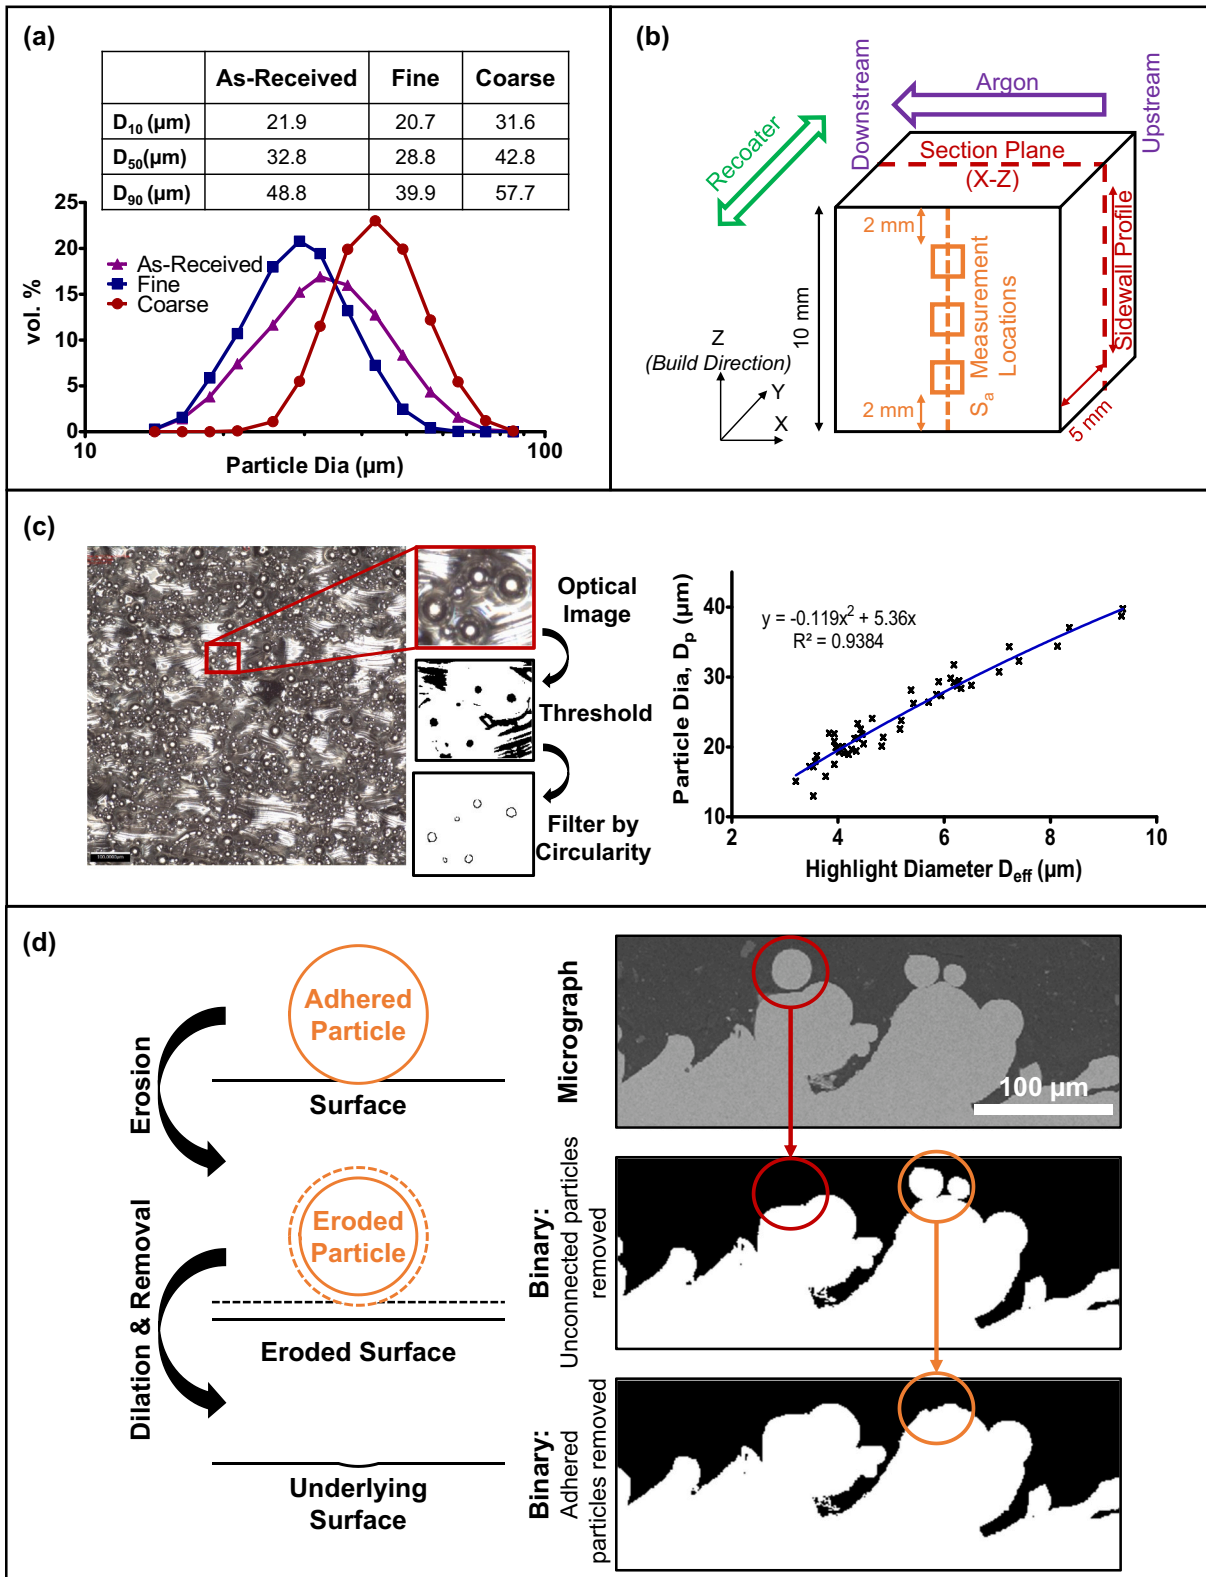 (a)
As-Received Fine Coarse
D10 (µm) 21.9 20.7 31.6
D50(µm) 32.8 28.8 42.8
D90 (µm) 48.8 39.9 57.7
25
20
15
10
5
0
vol. %
As-Received
Fine
Coarse
10 100
Particle Dia (µm)
(b)
Downstream
Argon
Upstream
Recoater
Section Plane
(X-Z)
2 mm
Sidewall Profile
10 mm
Sa Measurement
Locations
2 mm
5 mm
Z
(Build Direction)
Y
X
(c)
Optical
Image
Threshold
Filter by
Circularity
Particle Dia, Dp (µm)
40
30
20
10
y = -0.119x² + 5.36x
R² = 0.9384
2 4 6 8 10
Highlight Diameter Deff (µm)
(d)
Adhered
Particle
Surface
Erosion
Eroded
Particle
Eroded Surface
Dilation & Removal
Underlying
Surface
Micrograph
100 µm
Binary:
Unconnected particles
removed
Binary:
Adhered
particles removed